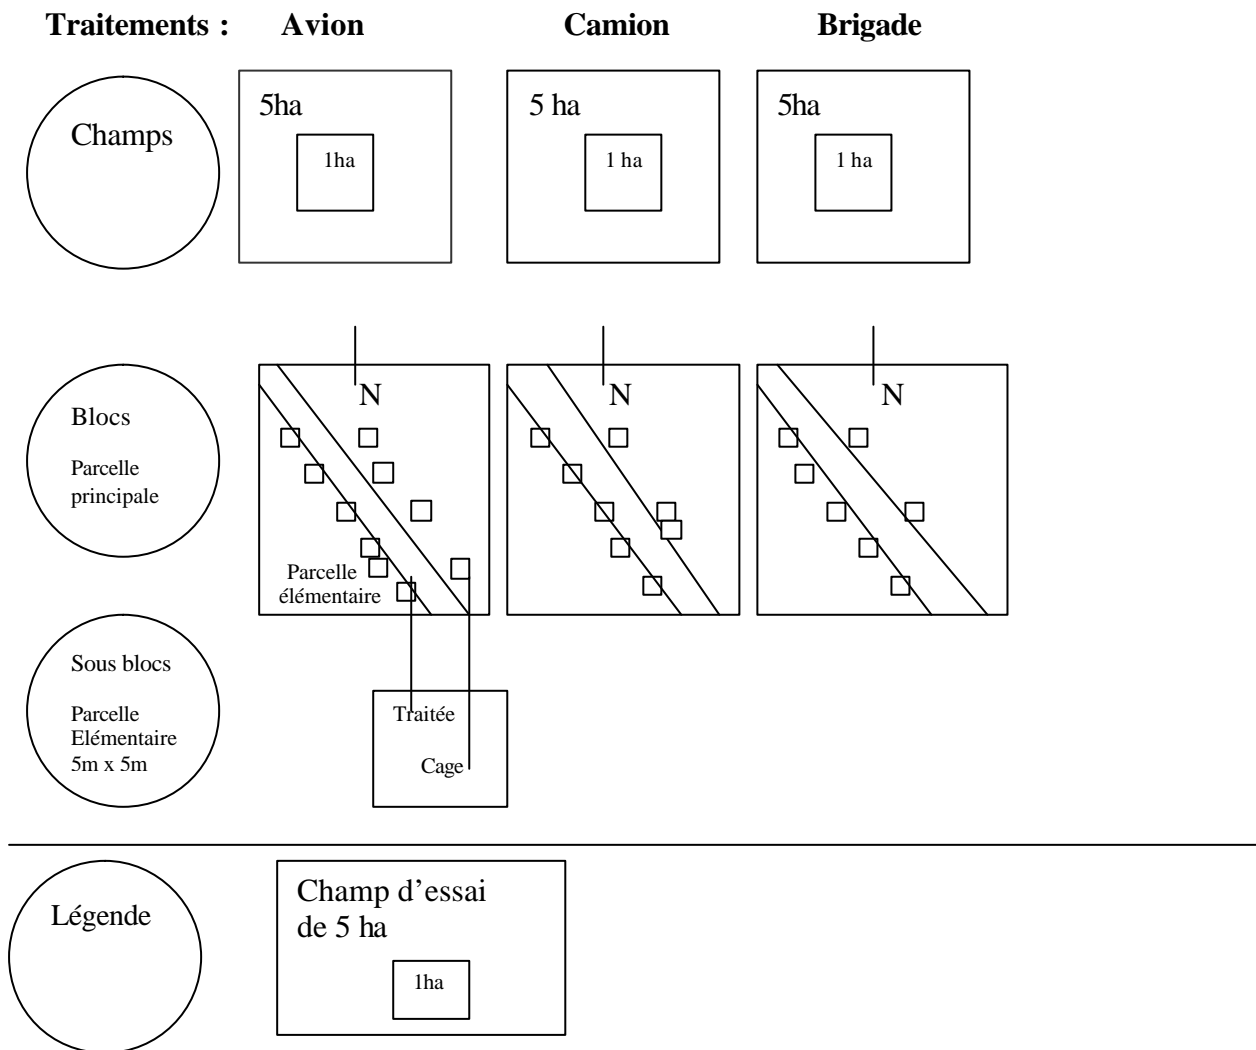 Traitements : Avion Camion Brigade
Champs
5ha
1ha
5 ha
1 ha
5ha
1 ha
Blocs
Parcelle
principale
N
Parcelle
élémentaire
N
N
Sous blocs
Parcelle
Elémentaire
5m x 5m
Traitée
Cage
Légende
Champ d’essai
de 5 ha
1ha